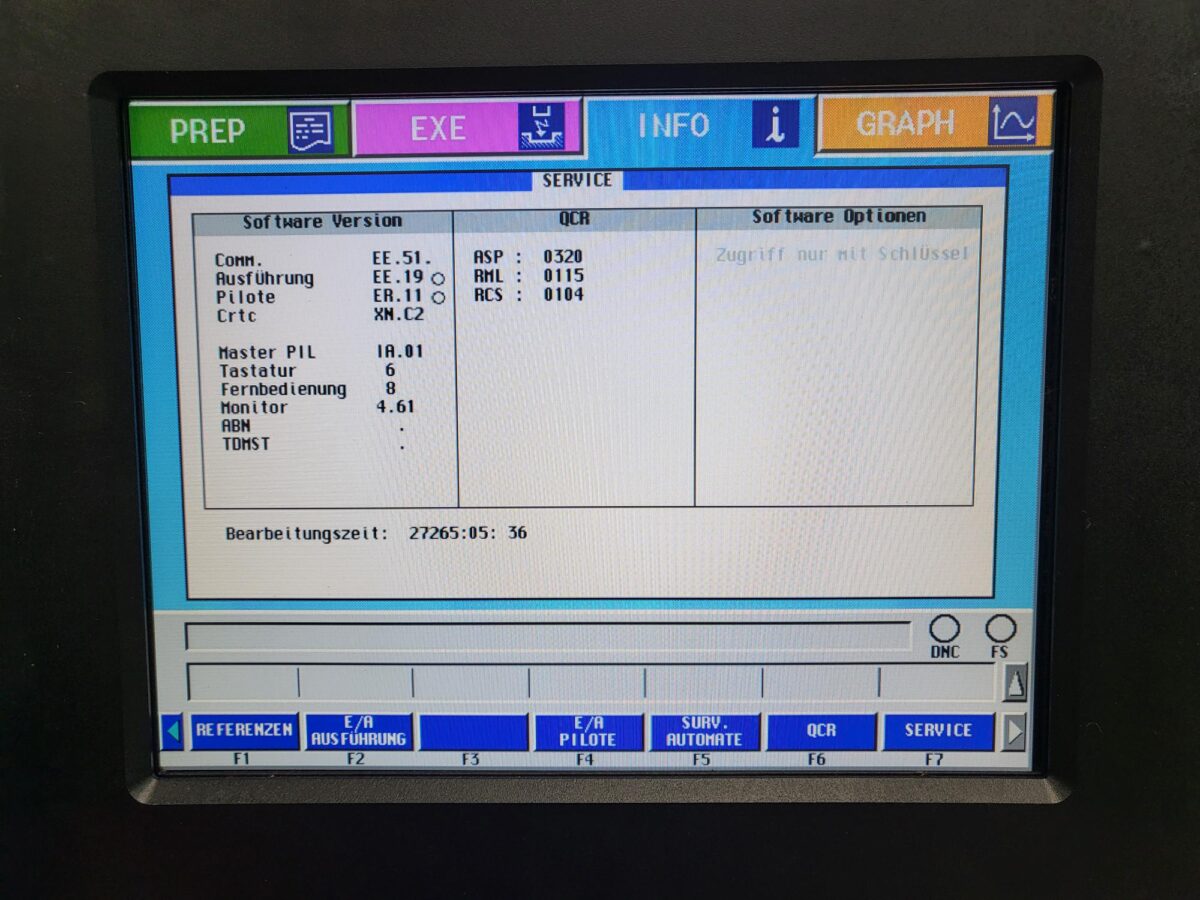 PREP EXE INFO i GRAPH
SERVICE
Software Version QCR Software Optionen
Comm. EE.51. ASP : 0320 Zugriff nur mit Schlüssel
Ausführung EE.19 RML : 0115
Pilote ER.11 RCS : 0104
Crtc XN.C2
Master PIL IA.01
Tastatur 6
Fernbedienung 8
Monitor 4.61
ABN .
TDMST .
Bearbeitungszeit: 27265:05: 36
DNC FS
REFERENZEN E/A AUSFÜHRUNG E/A PILOTE SURV. AUTOMATE QCR SERVICE
F1 F2 F3 F4 F5 F6 F7